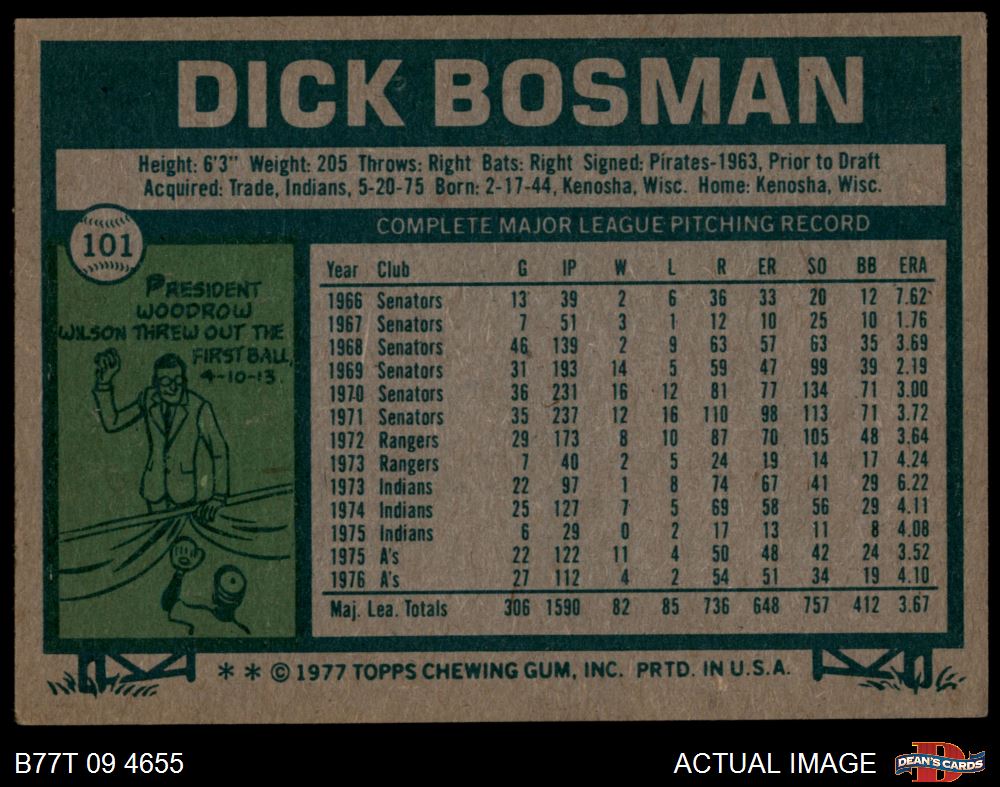 DICK BOSMAN
Height: 6'3" Weight: 205 Throws: Right Bats: Right Signed: Pirates-1963, Prior to Draft
Acquired: Trade, Indians, 5-20-75 Born: 2-17-44, Kenosha, Wisc. Home: Kenosha, Wisc.
101
PRESIDENT
WOODROW
WILSON THREW OUT THE
FIRST BALL,
4-10-13.
COMPLETE MAJOR LEAGUE PITCHING RECORD
Year Club G IP W L R ER SO BB ERA
1966 Senators 13 39 2 6 36 33 20 12 7.62
1967 Senators 7 51 3 1 12 10 25 10 1.76
1968 Senators 46 139 2 9 63 57 63 35 3.69
1969 Senators 31 193 14 5 59 47 99 39 2.19
1970 Senators 36 231 16 12 81 77 134 71 3.00
1971 Senators 35 237 12 16 110 98 113 71 3.72
1972 Rangers 29 173 8 10 87 70 105 48 3.64
1973 Rangers 7 40 2 5 24 19 14 17 4.24
1973 Indians 22 97 1 8 74 67 41 29 6.22
1974 Indians 25 127 7 5 69 58 56 29 4.11
1975 Indians 6 29 0 2 17 13 11 8 4.08
1975 A's 22 122 11 4 50 48 42 24 3.52
1976 A's 27 112 4 2 54 51 34 19 4.10
Maj. Lea. Totals 306 1590 82 85 736 648 757 412 3.67
* * © 1977 TOPPS CHEWING GUM, INC. PRTD. IN U.S.A.
B77T 09 4655
ACTUAL IMAGE
DEAN'S CARDS